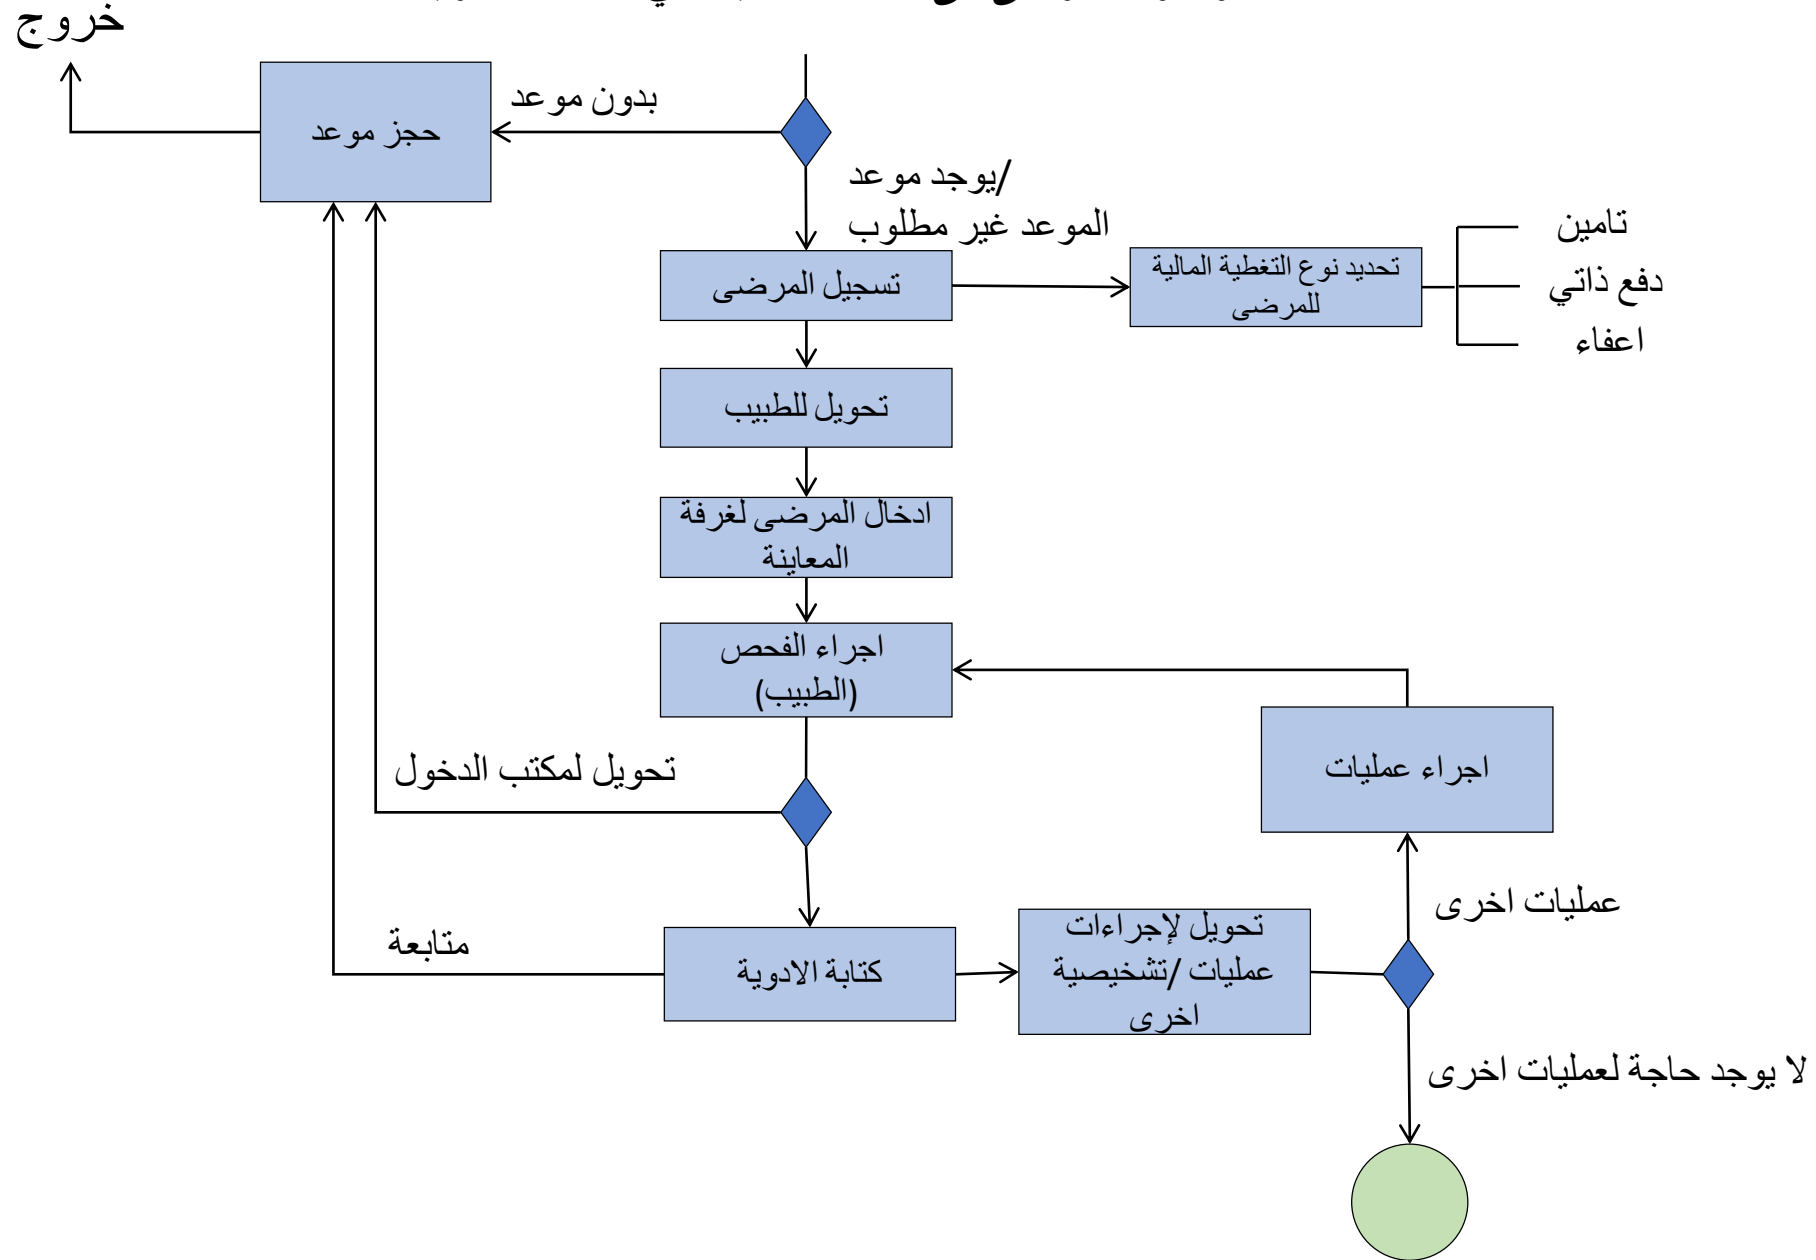 خروج
بدون موعد
حجز موعد
يوجد موعد/
الموعد غير مطلوب
تامين
دفع ذاتي
اعفاء
تحديد نوع التغطية المالية
للمرضى
تسجيل المرضى
تحويل للطبيب
ادخال المرضى لغرفة
المعاينة
اجراء الفحص
(الطبيب)
تحويل لمكتب الدخول
اجراء عمليات
عمليات اخرى
متابعة
كتابة الادوية
تحويل لإجراءات
تشخيصية/ عمليات
اخرى
لا يوجد حاجة لعمليات اخرى